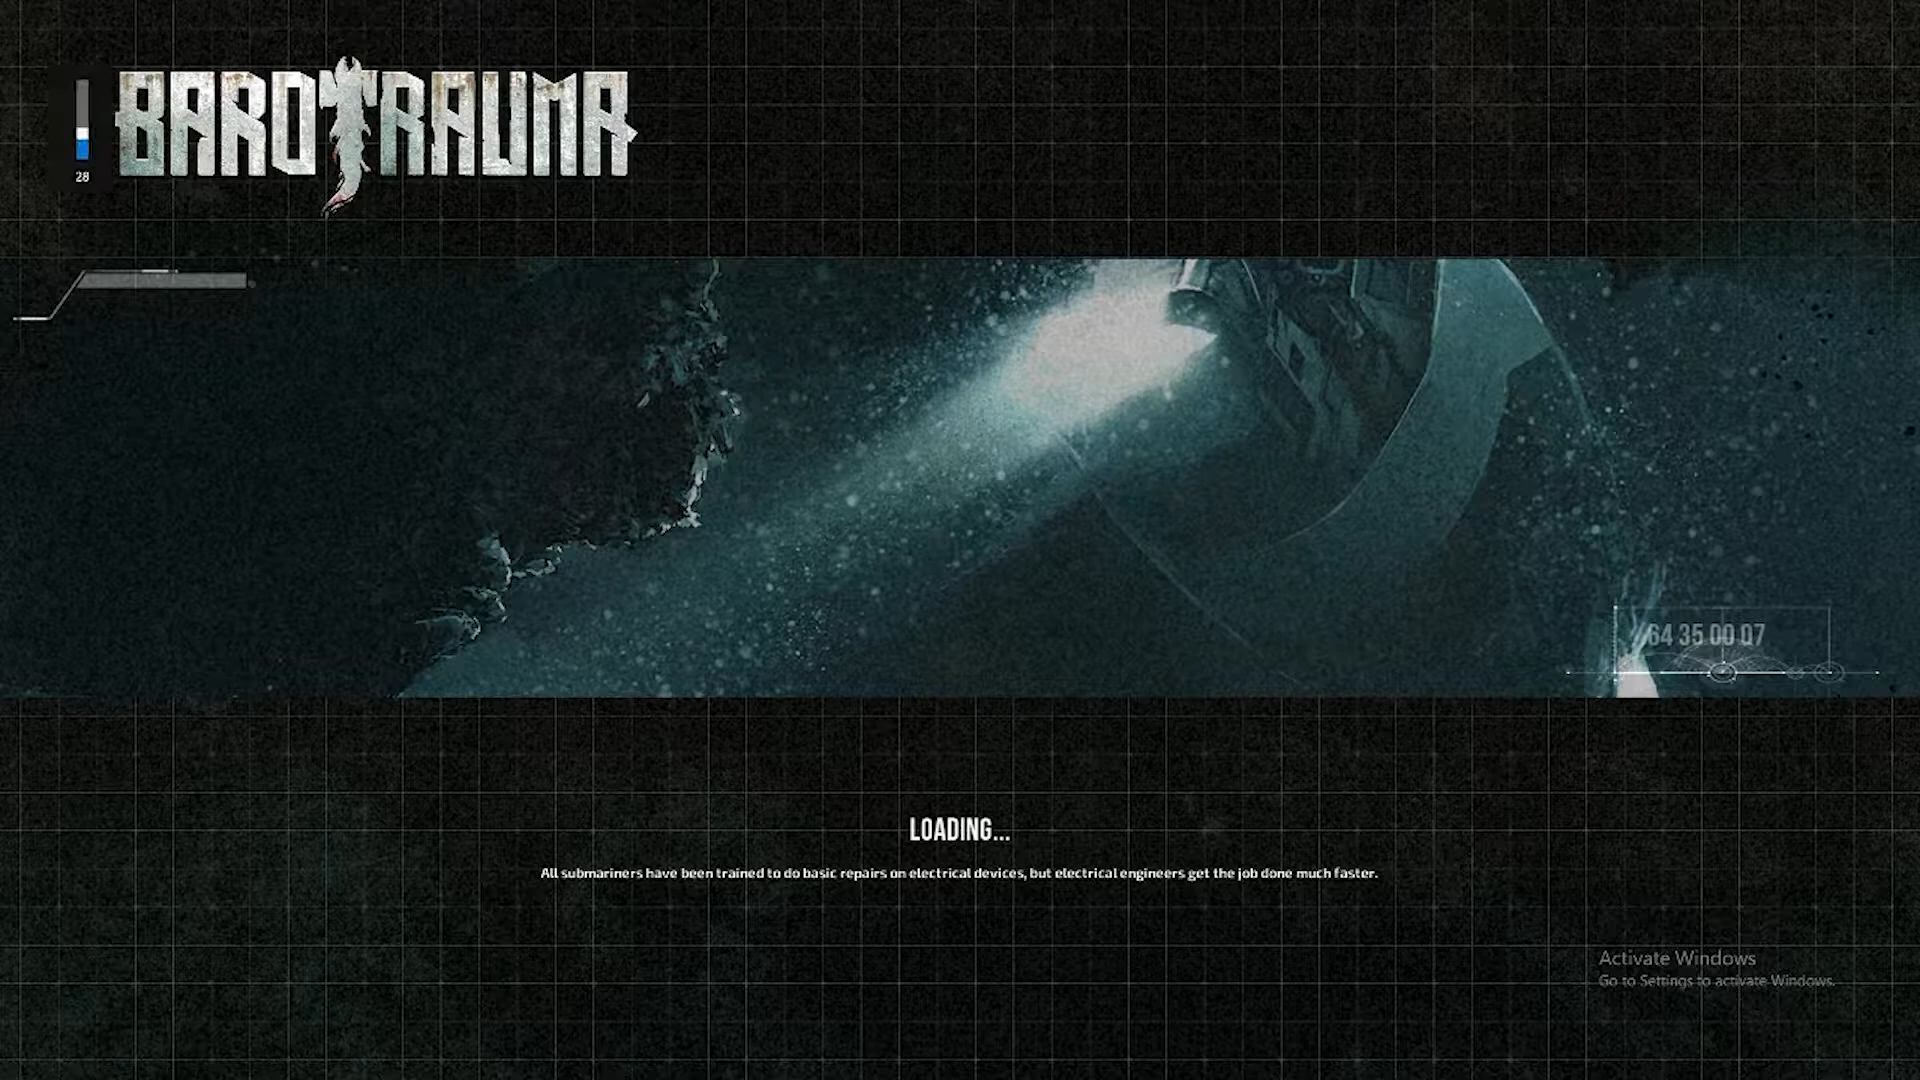 BAROTRAUMA
28
64 35 00 07
LOADING...
All submariners have been trained to do basic repairs on electrical devices, but electrical engineers get the job done much faster.
Activate Windows
Go to Settings to activate Windows.